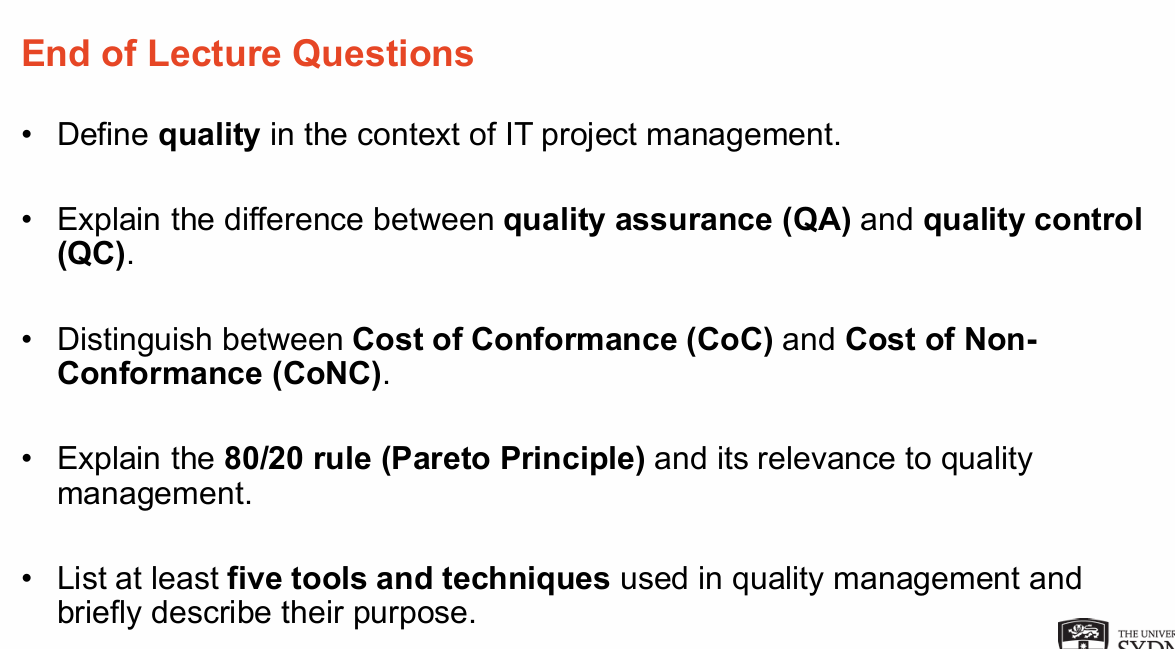 End of Lecture Questions
• Define quality in the context of IT project management.
• Explain the difference between quality assurance (QA) and quality control
(QC).
• Distinguish between Cost of Conformance (CoC) and Cost of Non-
Conformance (CoNC).
• Explain the 80/20 rule (Pareto Principle) and its relevance to quality
management.
• List at least five tools and techniques used in quality management and
briefly describe their purpose.
THE UNIVER